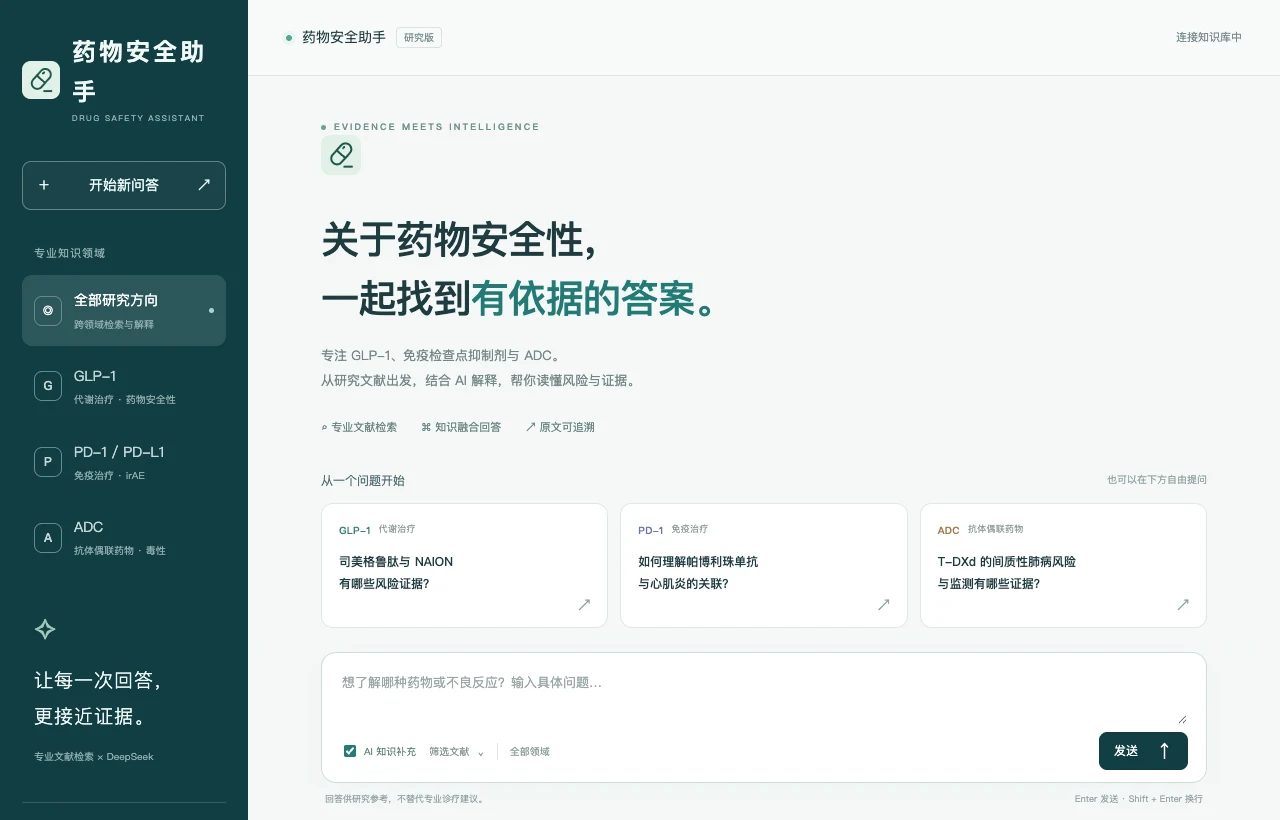 药物安全助
手
DRUG SAFETY ASSISTANT
+ 开始新问答 ↗
专业知识领域
全部研究方向
跨领域检索与解释
G
GLP-1
代谢治疗 · 药物安全性
P
PD-1 / PD-L1
免疫治疗 · irAE
A
ADC
抗体偶联药物 · 毒性
让每一次回答，
更接近证据。
专业文献检索 × DeepSeek
药物安全助手 研究版
连接知识库中
EVIDENCE MEETS INTELLIGENCE
关于药物安全性，
一起找到有依据的答案。
专注 GLP-1、免疫检查点抑制剂与 ADC。
从研究文献出发，结合 AI 解释，帮你读懂风险与证据。
⌕ 专业文献检索 ⌘ 知识融合回答 ↗ 原文可追溯
从一个问题开始
也可以在下方自由提问
GLP-1 代谢治疗
司美格鲁肽与 NAION
有哪些风险证据？
↗
PD-1 免疫治疗
如何理解帕博利珠单抗
与心肌炎的关联？
↗
ADC 抗体偶联药物
T-DXd 的间质性肺病风险
与监测有哪些证据？
↗
想了解哪种药物或不良反应？输入具体问题…
AI 知识补充 筛选文献 ⌄ 全部领域
发送 ↑
回答供研究参考，不替代专业诊疗建议。
Enter 发送 · Shift + Enter 换行